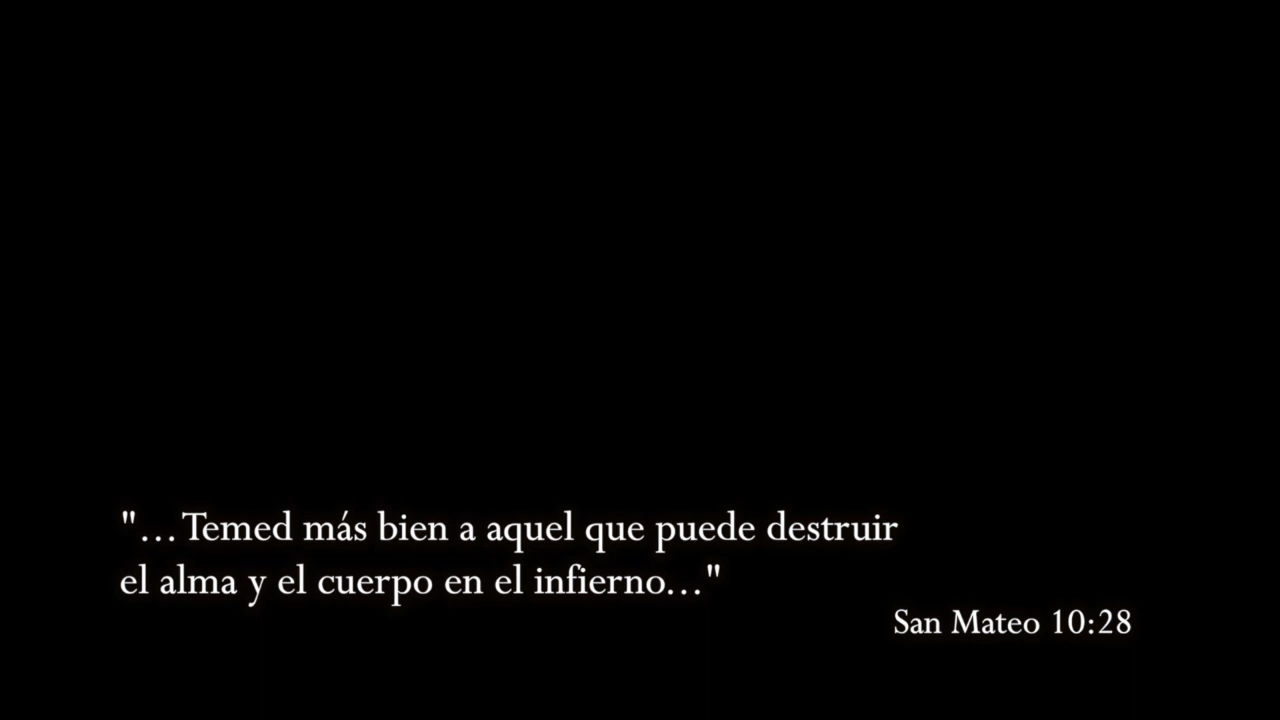 "...Temed más bien a aquel que puede destruir
el alma y el cuerpo en el infierno..."
San Mateo 10:28